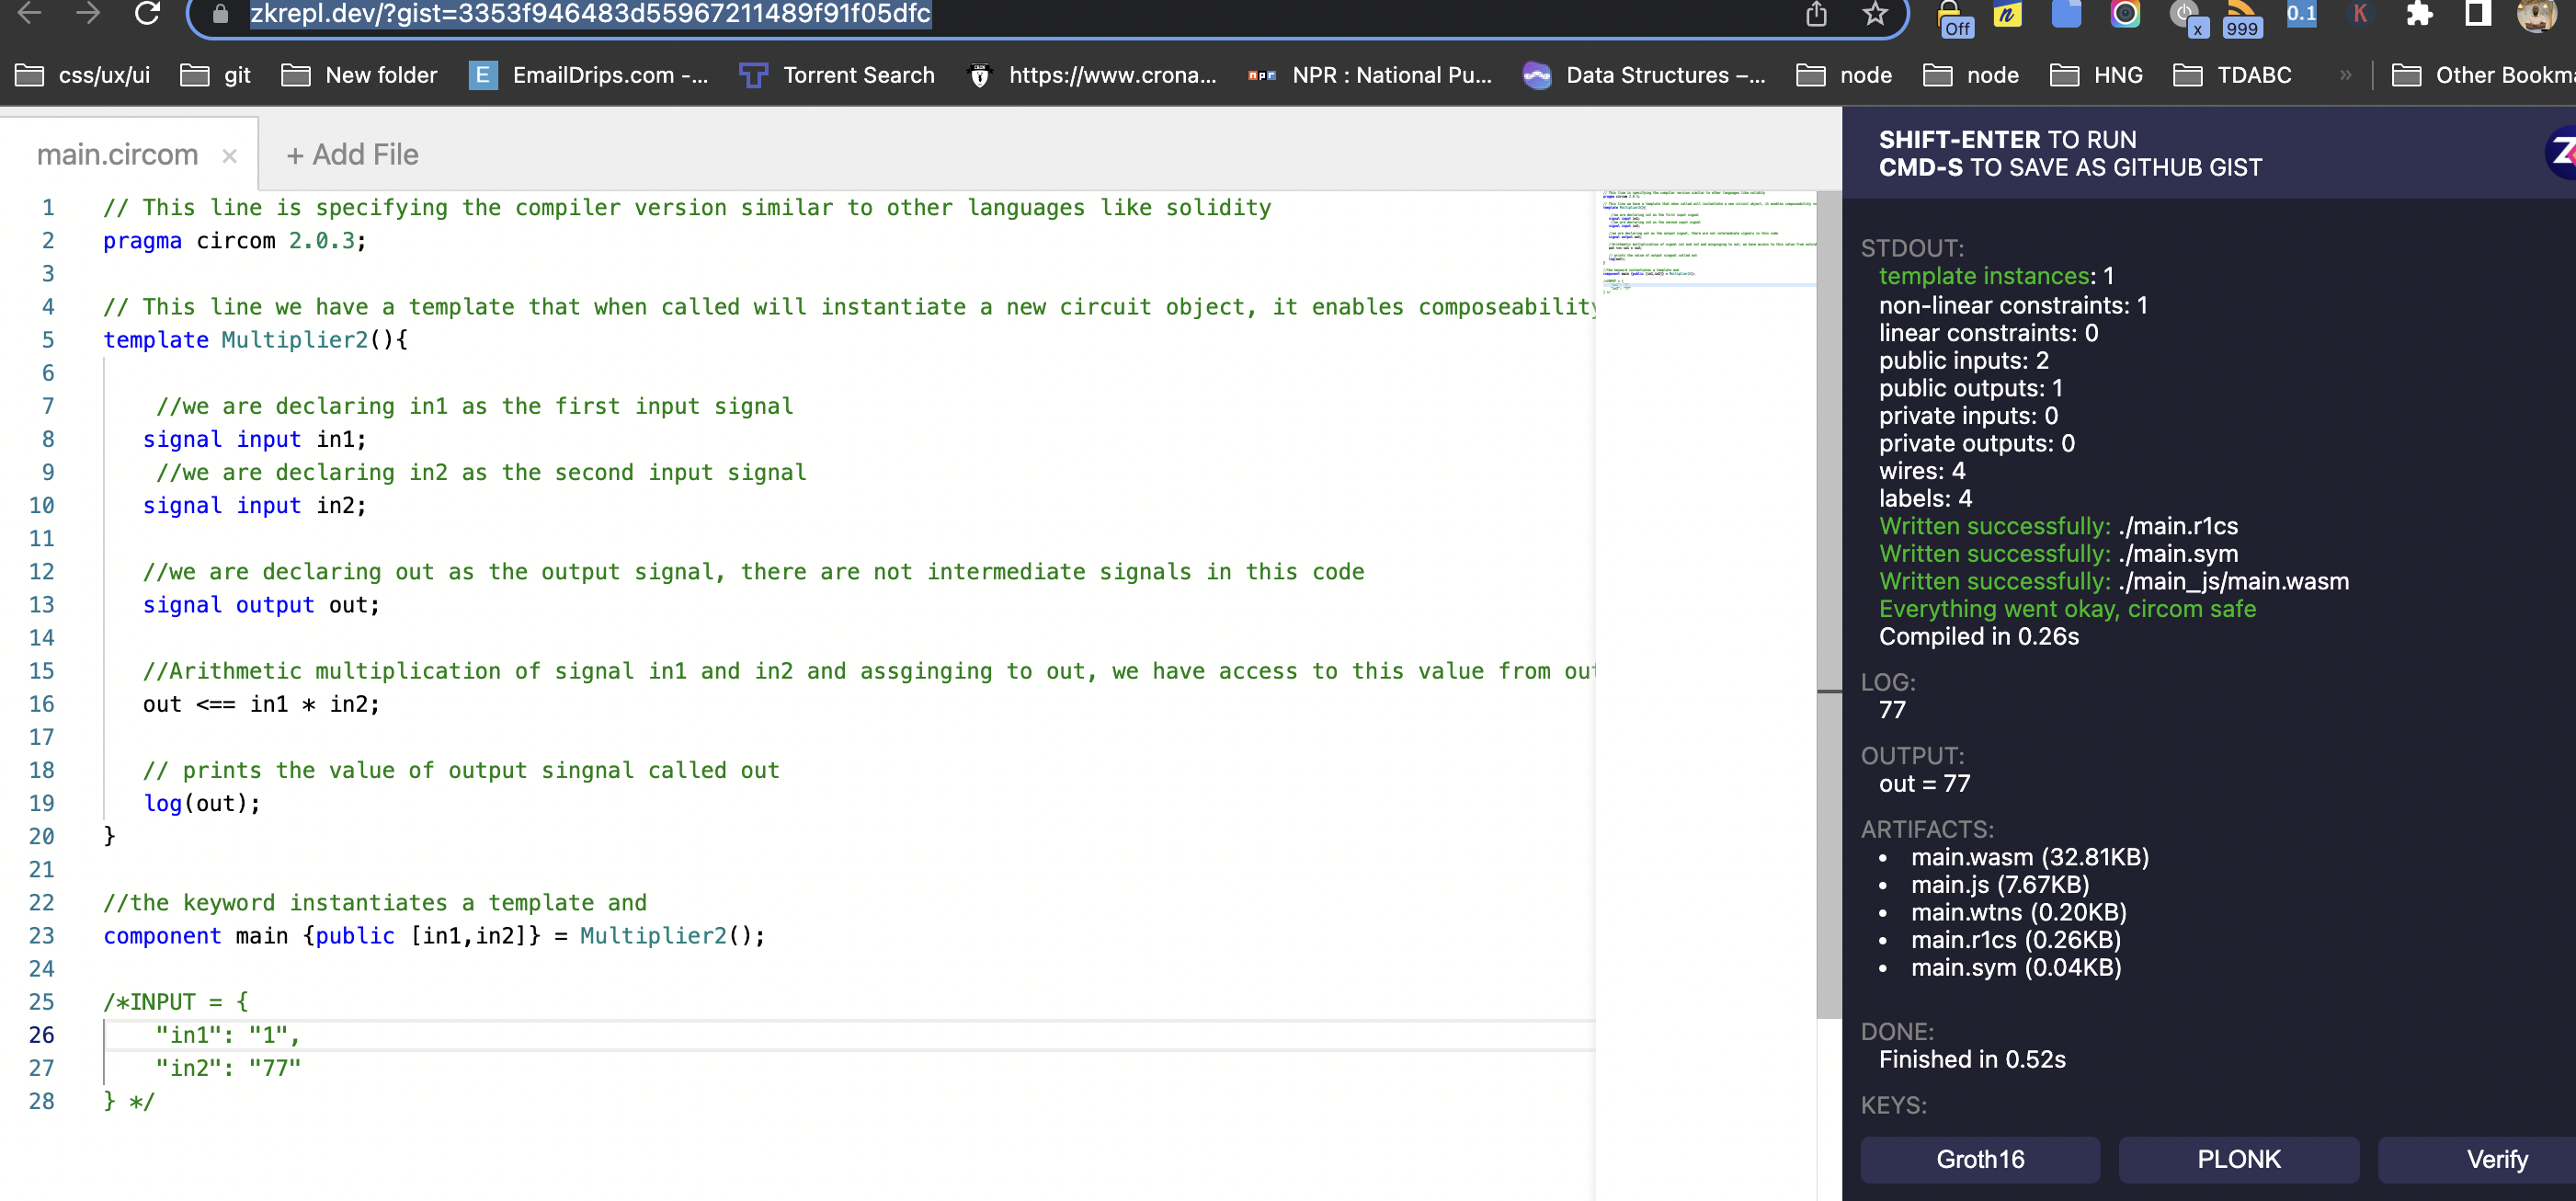 zkrepl.dev/?gist=3353f946483d55967211489f91f05dfc
Off
x
999
0.1
K
css/ux/ui
git
New folder
E EmailDrips.com -...
Torrent Search
https://www.crona...
npr NPR : National Pu...
Data Structures –...
node
node
HNG
TDABC
»
Other Bookma
main.circom ×
+ Add File
1 // This line is specifying the compiler version similar to other languages like solidity
2 pragma circom 2.0.3;
3
4 // This line we have a template that when called will instantiate a new circuit object, it enables composeability
5 template Multiplier2(){
6
7 //we are declaring in1 as the first input signal
8 signal input in1;
9 //we are declaring in2 as the second input signal
10 signal input in2;
11
12 //we are declaring out as the output signal, there are not intermediate signals in this code
13 signal output out;
14
15 //Arithmetic multiplication of signal in1 and in2 and assginging to out, we have access to this value from out
16 out <== in1 * in2;
17
18 // prints the value of output singnal called out
19 log(out);
20 }
21
22 //the keyword instantiates a template and
23 component main {public [in1,in2]} = Multiplier2();
24
25 /*INPUT = {
26 "in1": "1",
27 "in2": "77"
28 } */
SHIFT-ENTER TO RUN
CMD-S TO SAVE AS GITHUB GIST
STDOUT:
template instances: 1
non-linear constraints: 1
linear constraints: 0
public inputs: 2
public outputs: 1
private inputs: 0
private outputs: 0
wires: 4
labels: 4
Written successfully: ./main.r1cs
Written successfully: ./main.sym
Written successfully: ./main_js/main.wasm
Everything went okay, circom safe
Compiled in 0.26s
LOG:
77
OUTPUT:
out = 77
ARTIFACTS:
• main.wasm (32.81KB)
• main.js (7.67KB)
• main.wtns (0.20KB)
• main.r1cs (0.26KB)
• main.sym (0.04KB)
DONE:
Finished in 0.52s
KEYS:
Groth16
PLONK
Verify